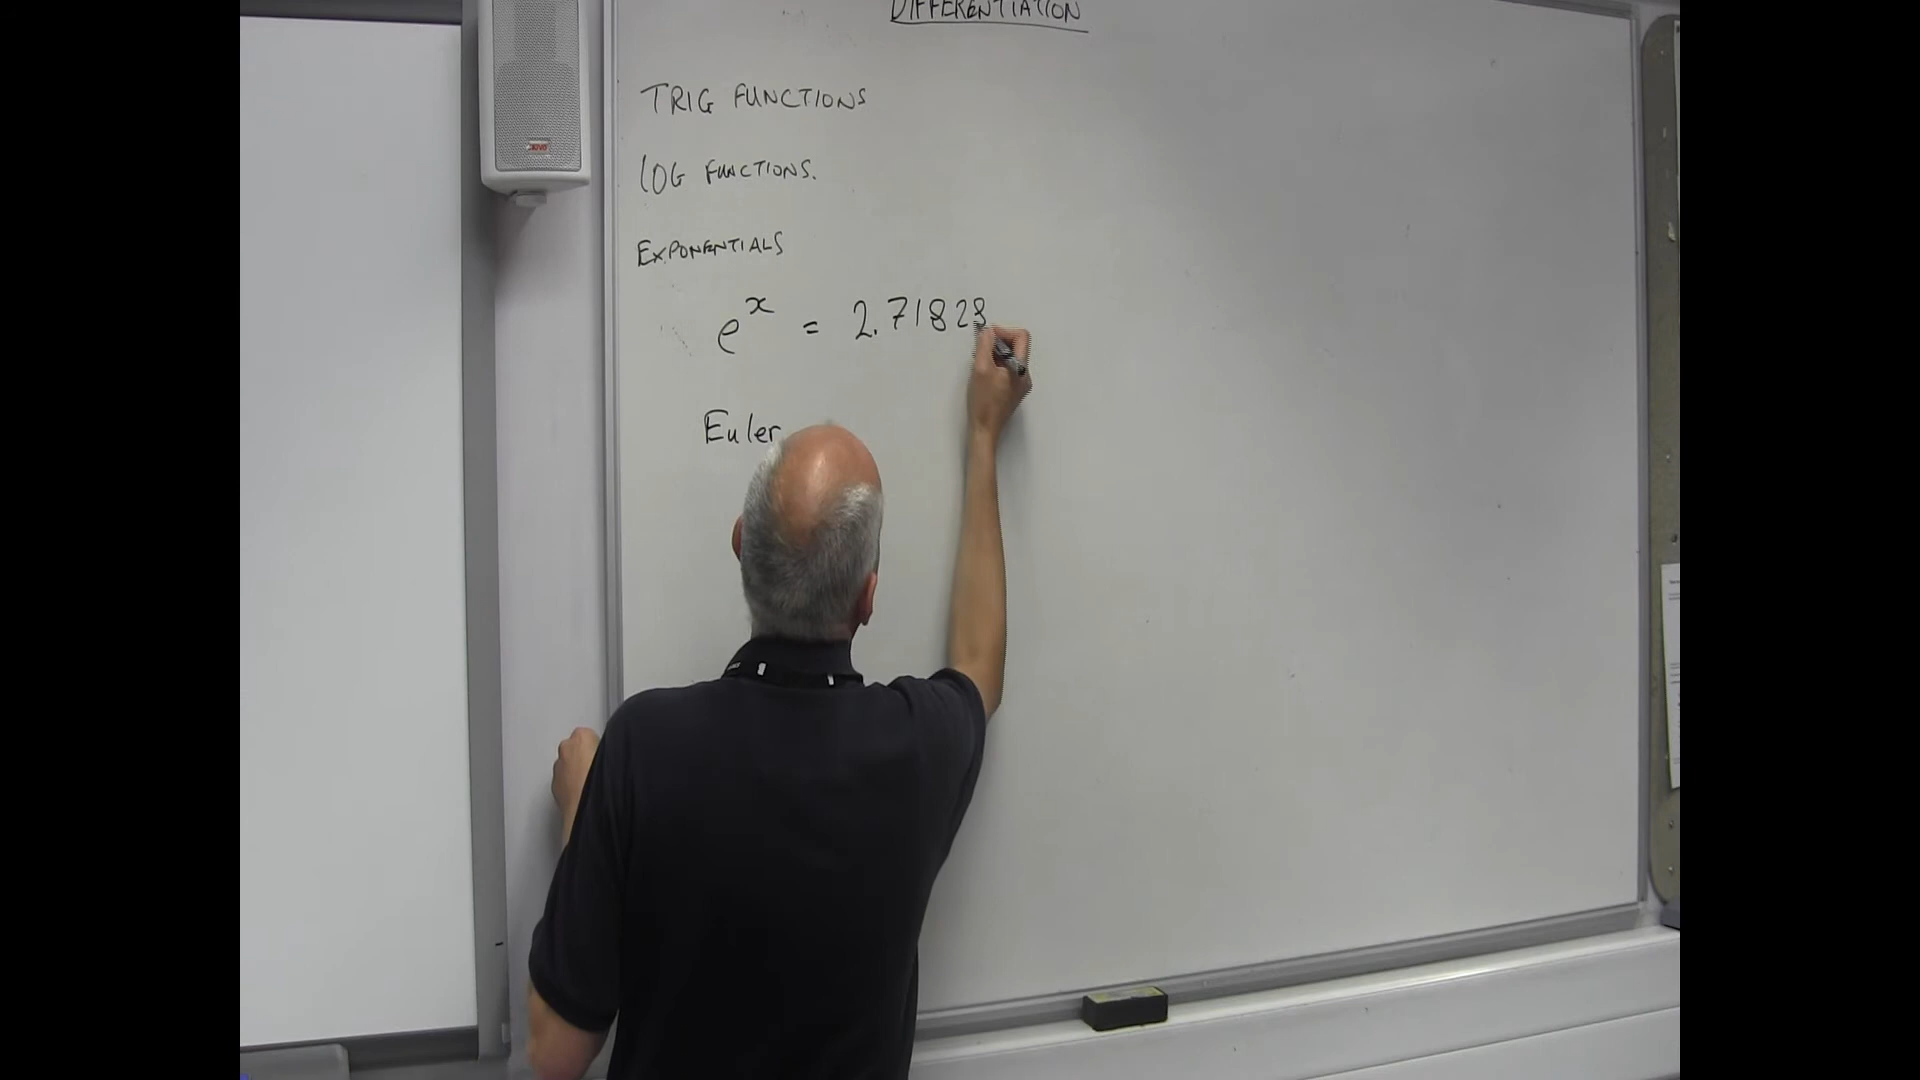 DIFFERENTIATION
TRIG FUNCTIONS
LOG FUNCTIONS.
EXPONENTIALS
e^x = 2.71828
Euler